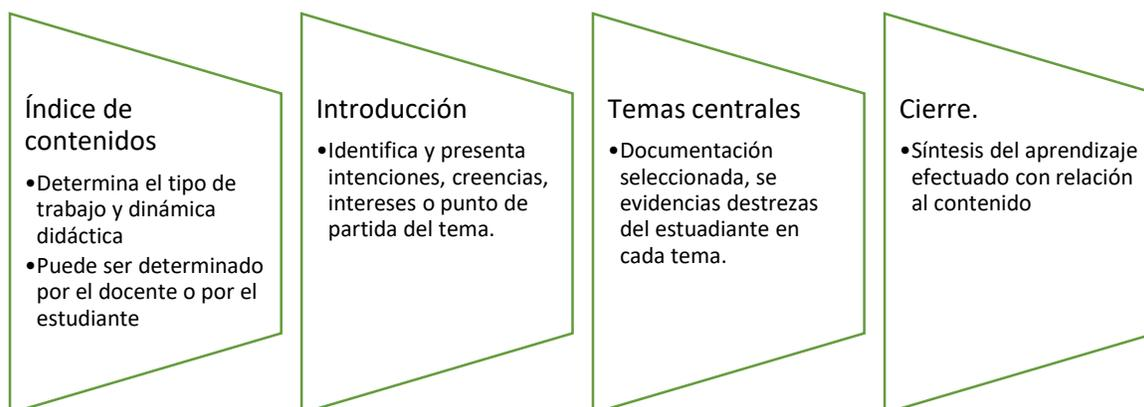 Índice de
contenidos
•Determina el tipo de
trabajo y dinámica
didáctica
•Puede ser determinado
por el docente o por el
estudiante
Introducción
•Identifica y presenta
intenciones, creencias,
intereses o punto de
partida del tema.
Temas centrales
•Documentación
seleccionada, se
evidencias destrezas
del estuadiante en
cada tema.
Cierre.
•Síntesis del aprendizaje
efectuado con relación
al contenido